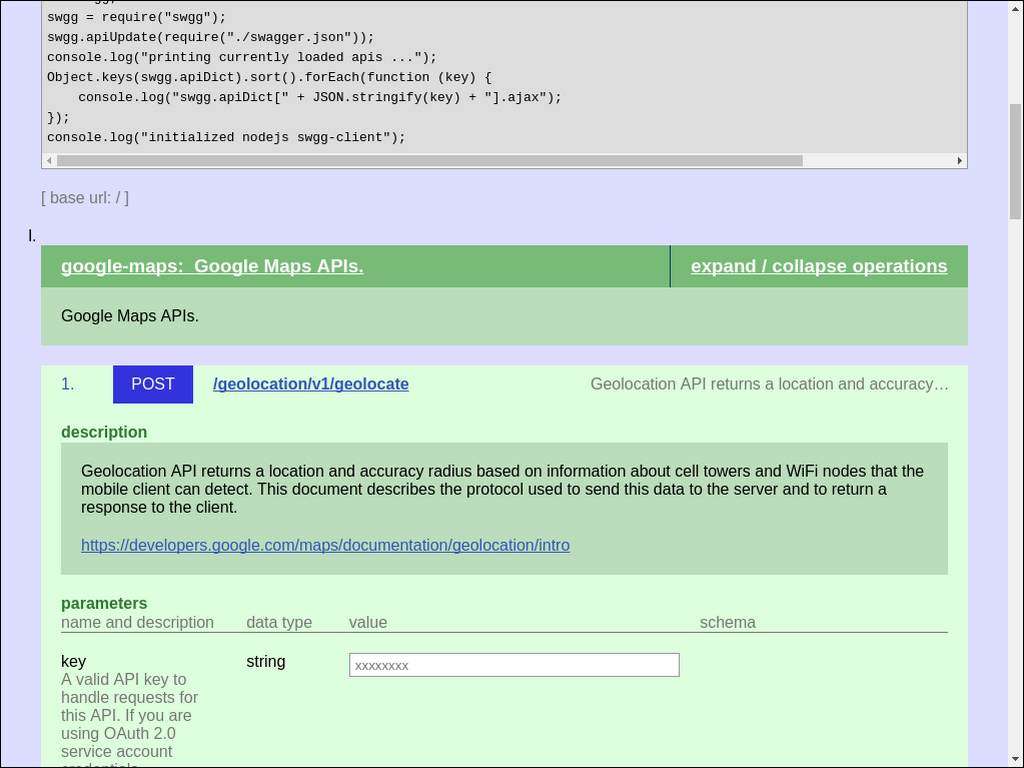 swgg = require("swgg");
swgg.apiUpdate(require("./swagger.json"));
console.log("printing currently loaded apis ...");
Object.keys(swgg.apiDict).sort().forEach(function (key) {
    console.log("swgg.apiDict[" + JSON.stringify(key) + "].ajax");
});
console.log("initialized nodejs swgg-client");
[ base url: / ]
I.
google-maps:  Google Maps APIs. expand / collapse operations
Google Maps APIs.
1. POST /geolocation/v1/geolocate Geolocation API returns a location and accuracy…
description
Geolocation API returns a location and accuracy radius based on information about cell towers and WiFi nodes that the
mobile client can detect. This document describes the protocol used to send this data to the server and to return a
response to the client.
https://developers.google.com/maps/documentation/geolocation/intro
parameters
name and description data type value schema
key string xxxxxxxx
A valid API key to
handle requests for
this API. If you are
using OAuth 2.0
service account